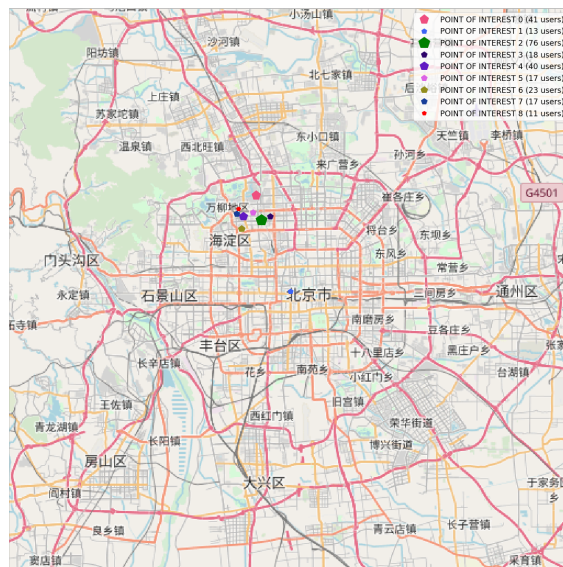 小汤山镇
沙河镇
阳坊镇
北七家镇
上庄镇
苏家坨镇
天竺镇
李桥镇
温泉镇
西北旺镇
东小口镇
来广营乡
孙河乡
崔各庄乡
G4501
万柳地区
海淀区
东坝乡
东风乡
常营乡
门头沟区
永定镇
石景山区
北京市
三间房乡
通州区
南磨房乡
豆各庄乡
黑庄户乡
丰台区
十八里店乡
长辛店镇
花乡
南苑乡
小红门乡
台湖镇
王佐镇
旧宫镇
西红门镇
荣华街道
青龙湖镇
长阳镇
博兴街道
房山区
大兴区
阎村镇
于家务回
乡
良乡镇
青云店镇
长子营镇
窦店镇
采育镇
POINT OF INTEREST 0 (41 users)
POINT OF INTEREST 1 (13 users)
POINT OF INTEREST 2 (76 users)
POINT OF INTEREST 3 (18 users)
POINT OF INTEREST 4 (40 users)
POINT OF INTEREST 5 (17 users)
POINT OF INTEREST 6 (23 users)
POINT OF INTEREST 7 (17 users)
POINT OF INTEREST 8 (11 users)